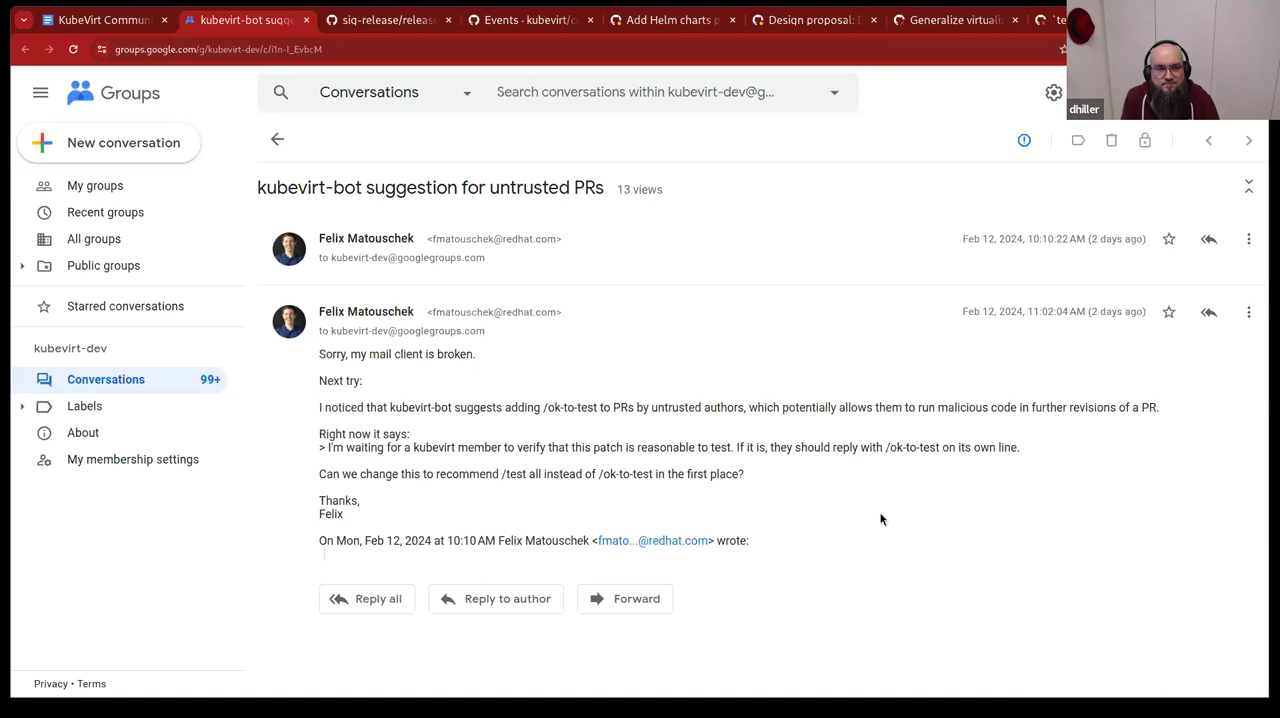 KubeVirt Commun
kubevirt-bot sugge
sig-release/release
Events · kubevirt/c
Add Helm charts p
Design proposal: D
Generalize virtuali
groups.google.com/g/kubevirt-dev/c/i1n-I_EvbcM
Groups
Conversations
Search conversations within kubevirt-dev@g...
dhiller
New conversation
My groups
Recent groups
All groups
Public groups
Starred conversations
kubevirt-dev
Conversations 99+
Labels
About
My membership settings
Privacy • Terms
kubevirt-bot suggestion for untrusted PRs 13 views
Felix Matouschek <fmatouschek@redhat.com> Feb 12, 2024, 10:10:22 AM (2 days ago)
to kubevirt-dev@googlegroups.com
Felix Matouschek <fmatouschek@redhat.com> Feb 12, 2024, 11:02:04 AM (2 days ago)
to kubevirt-dev@googlegroups.com
Sorry, my mail client is broken.
Next try:
I noticed that kubevirt-bot suggests adding /ok-to-test to PRs by untrusted authors, which potentially allows them to run malicious code in further revisions of a PR.
Right now it says:
> I'm waiting for a kubevirt member to verify that this patch is reasonable to test. If it is, they should reply with /ok-to-test on its own line.
Can we change this to recommend /test all instead of /ok-to-test in the first place?
Thanks,
Felix
On Mon, Feb 12, 2024 at 10:10 AM Felix Matouschek <fmato...@redhat.com> wrote:
Reply all
Reply to author
Forward